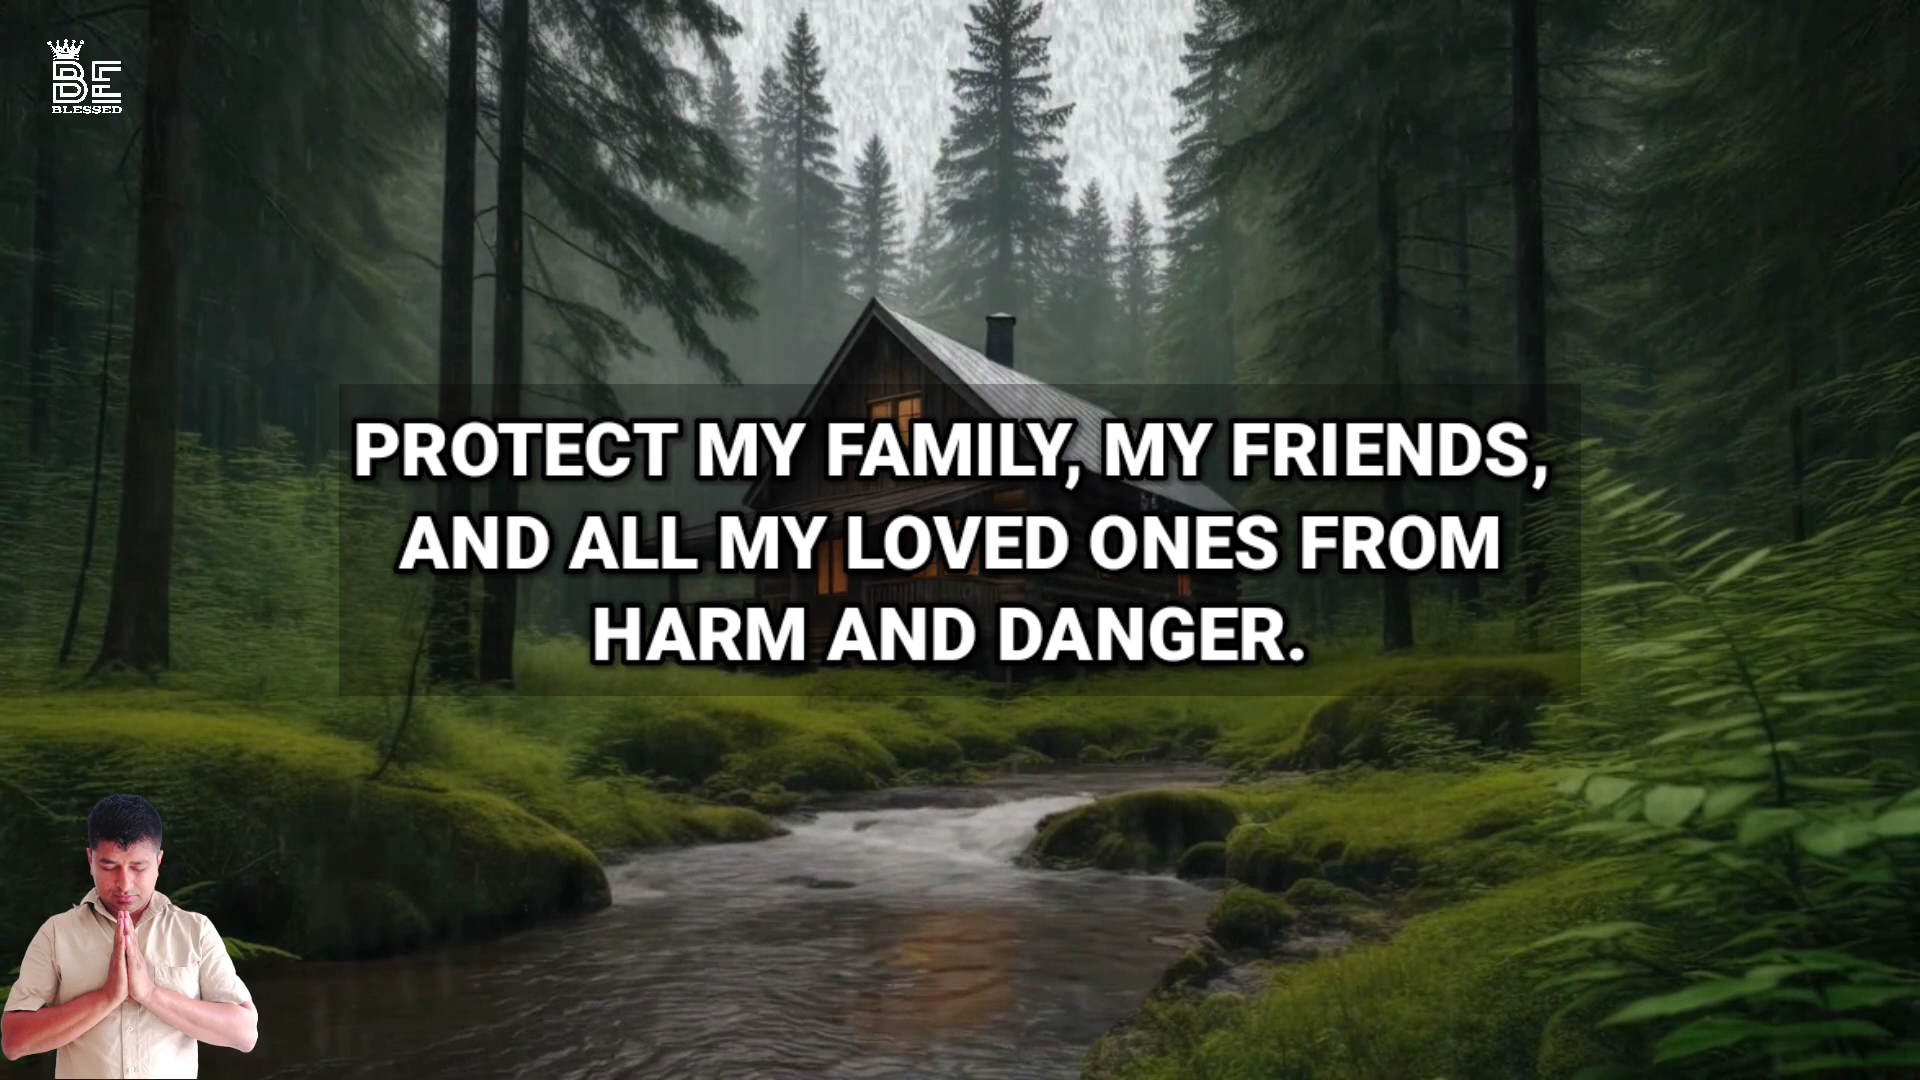 BE
BLESSED
PROTECT MY FAMILY, MY FRIENDS,
AND ALL MY LOVED ONES FROM
HARM AND DANGER.